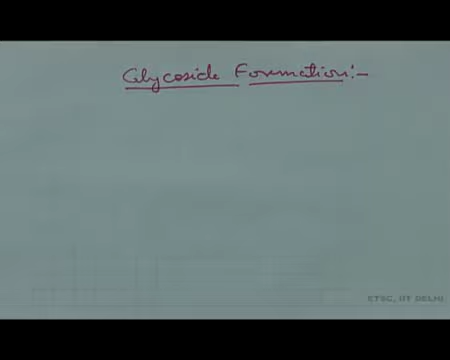 Glycoside Formation:-
ETSC, IIT DELHI